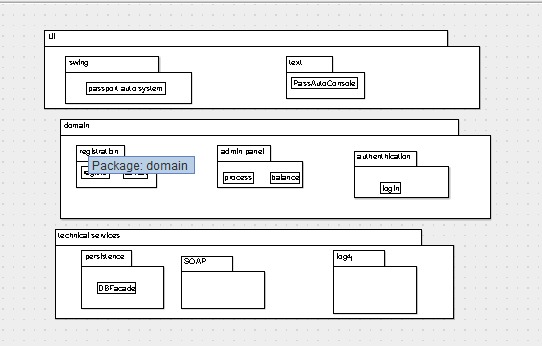 UI
swing
text
passport auto system
PassAutoConsole
domain
registration
admin panel
authenhication
Package: domain
process
balance
login
technical services
persistence
SOAP
log4j
DBFacade